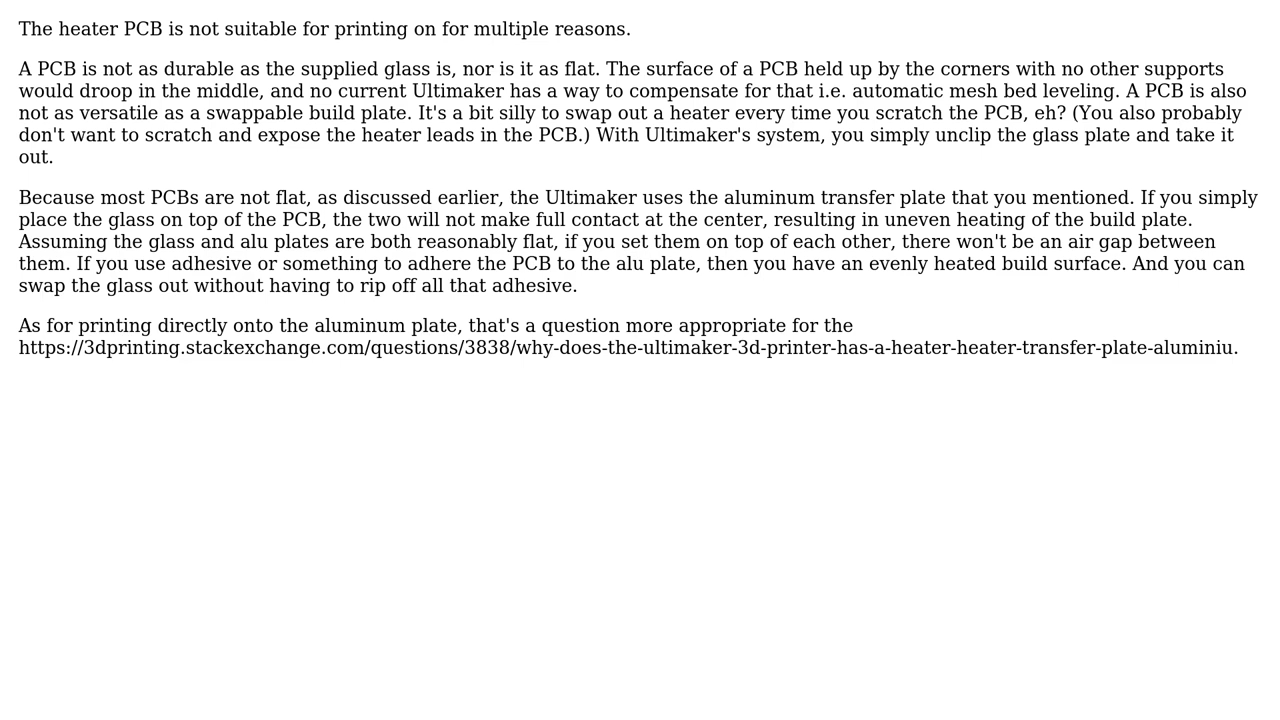 The heater PCB is not suitable for printing on for multiple reasons.
A PCB is not as durable as the supplied glass is, nor is it as flat. The surface of a PCB held up by the corners with no other supports
would droop in the middle, and no current Ultimaker has a way to compensate for that i.e. automatic mesh bed leveling. A PCB is also
not as versatile as a swappable build plate. It's a bit silly to swap out a heater every time you scratch the PCB, eh? (You also probably
don't want to scratch and expose the heater leads in the PCB.) With Ultimaker's system, you simply unclip the glass plate and take it
out.
Because most PCBs are not flat, as discussed earlier, the Ultimaker uses the aluminum transfer plate that you mentioned. If you simply
place the glass on top of the PCB, the two will not make full contact at the center, resulting in uneven heating of the build plate.
Assuming the glass and alu plates are both reasonably flat, if you set them on top of each other, there won't be an air gap between
them. If you use adhesive or something to adhere the PCB to the alu plate, then you have an evenly heated build surface. And you can
swap the glass out without having to rip off all that adhesive.
As for printing directly onto the aluminum plate, that's a question more appropriate for the
https://3dprinting.stackexchange.com/questions/3838/why-does-the-ultimaker-3d-printer-has-a-heater-heater-transfer-plate-aluminiu.